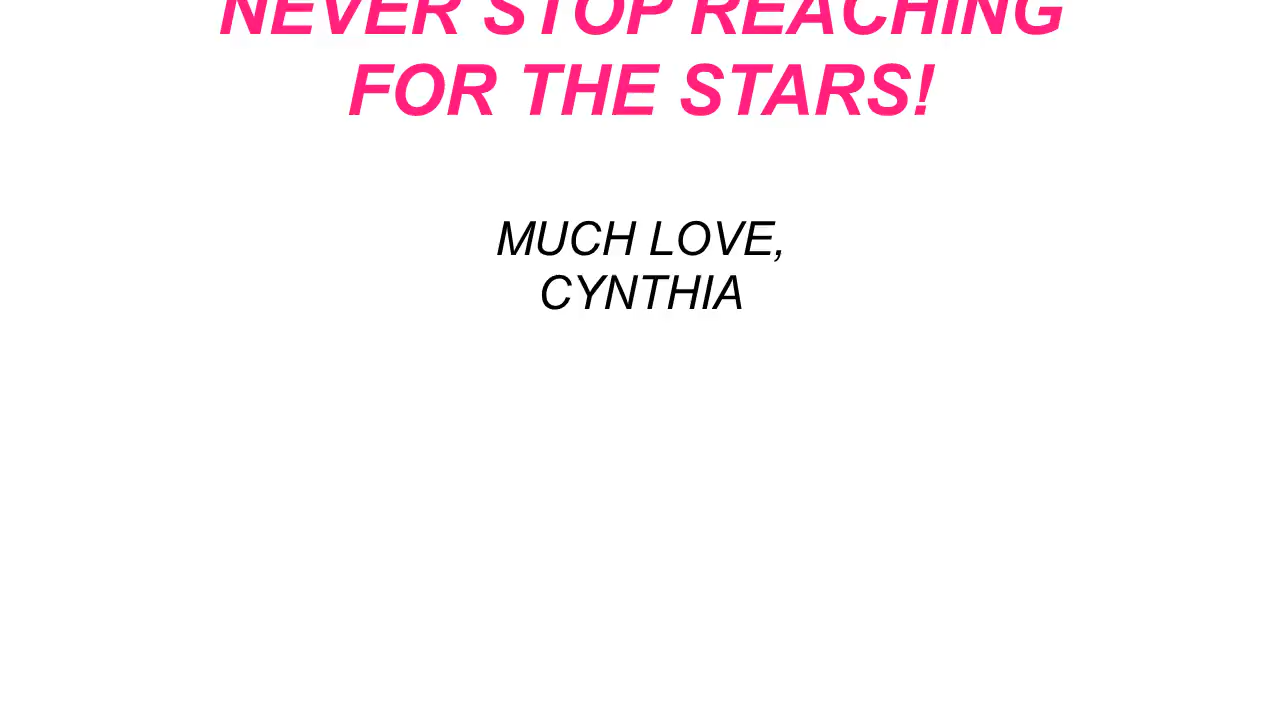 NEVER STOP REACHING
FOR THE STARS!
MUCH LOVE,
CYNTHIA